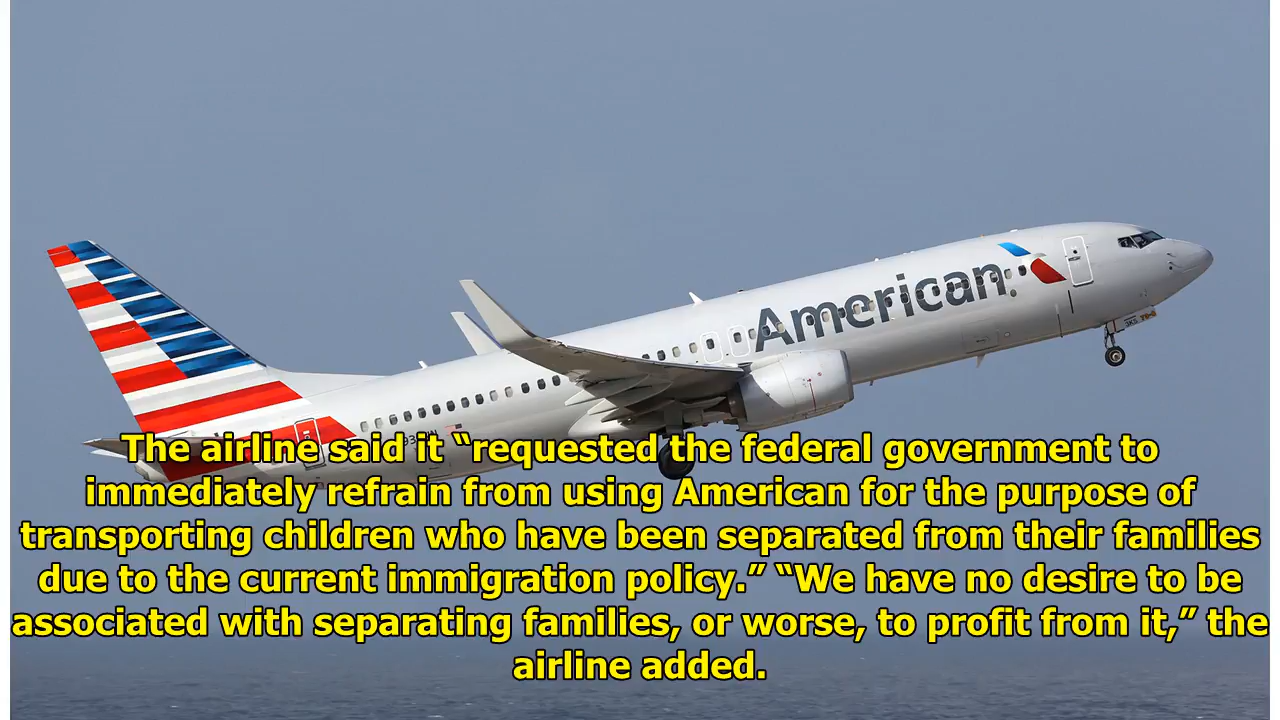 American
The airline said it “requested the federal government to
immediately refrain from using American for the purpose of
transporting children who have been separated from their families
due to the current immigration policy.” “We have no desire to be
associated with separating families, or worse, to profit from it,” the
airline added.